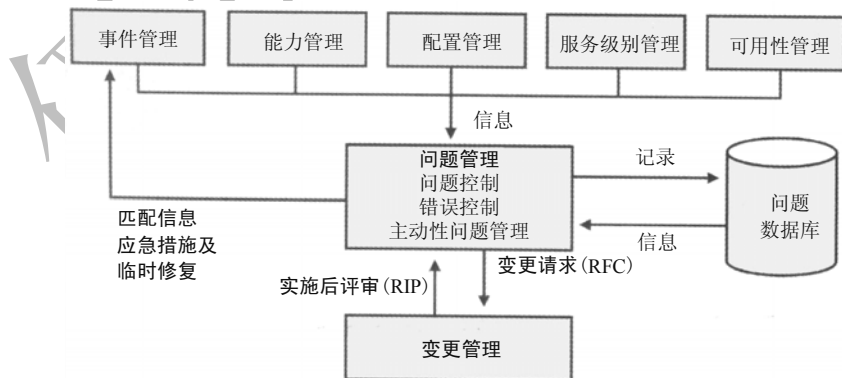 事件管理
能力管理
配置管理
服务级别管理
可用性管理
信息
问题管理
问题控制
错误控制
主动性问题管理
记录
问题
数据库
信息
匹配信息
应急措施及
临时修复
实施后评审(RIP)
变更请求(RFC)
变更管理